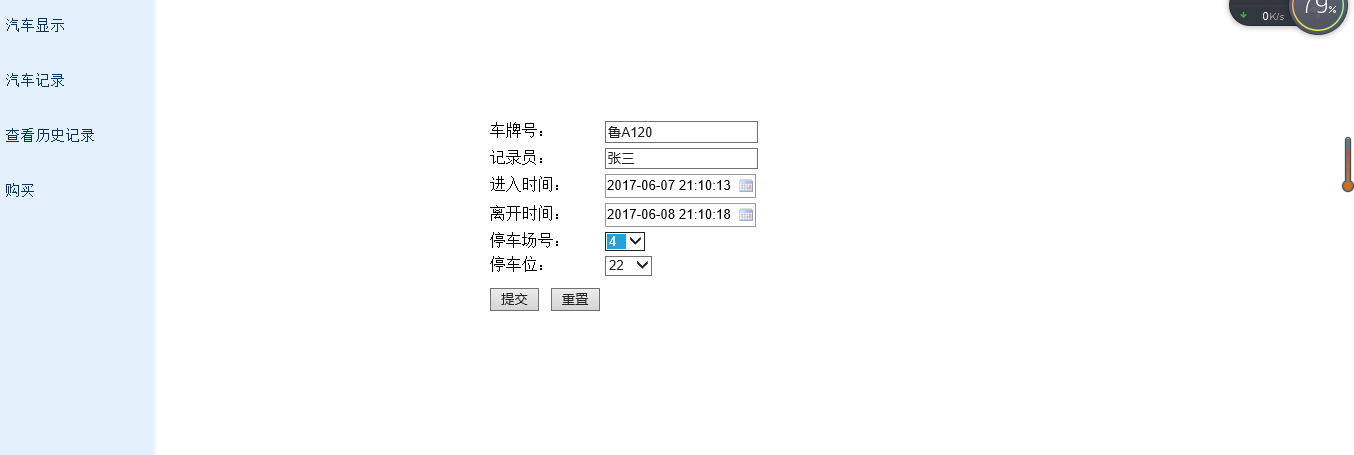 汽车显示
汽车记录
查看历史记录
购买
0K/s
79%
车牌号： 鲁A120
记录员： 张三
进入时间： 2017-06-07 21:10:13
离开时间： 2017-06-08 21:10:18
停车场号： 4
停车位： 22
提交 重置